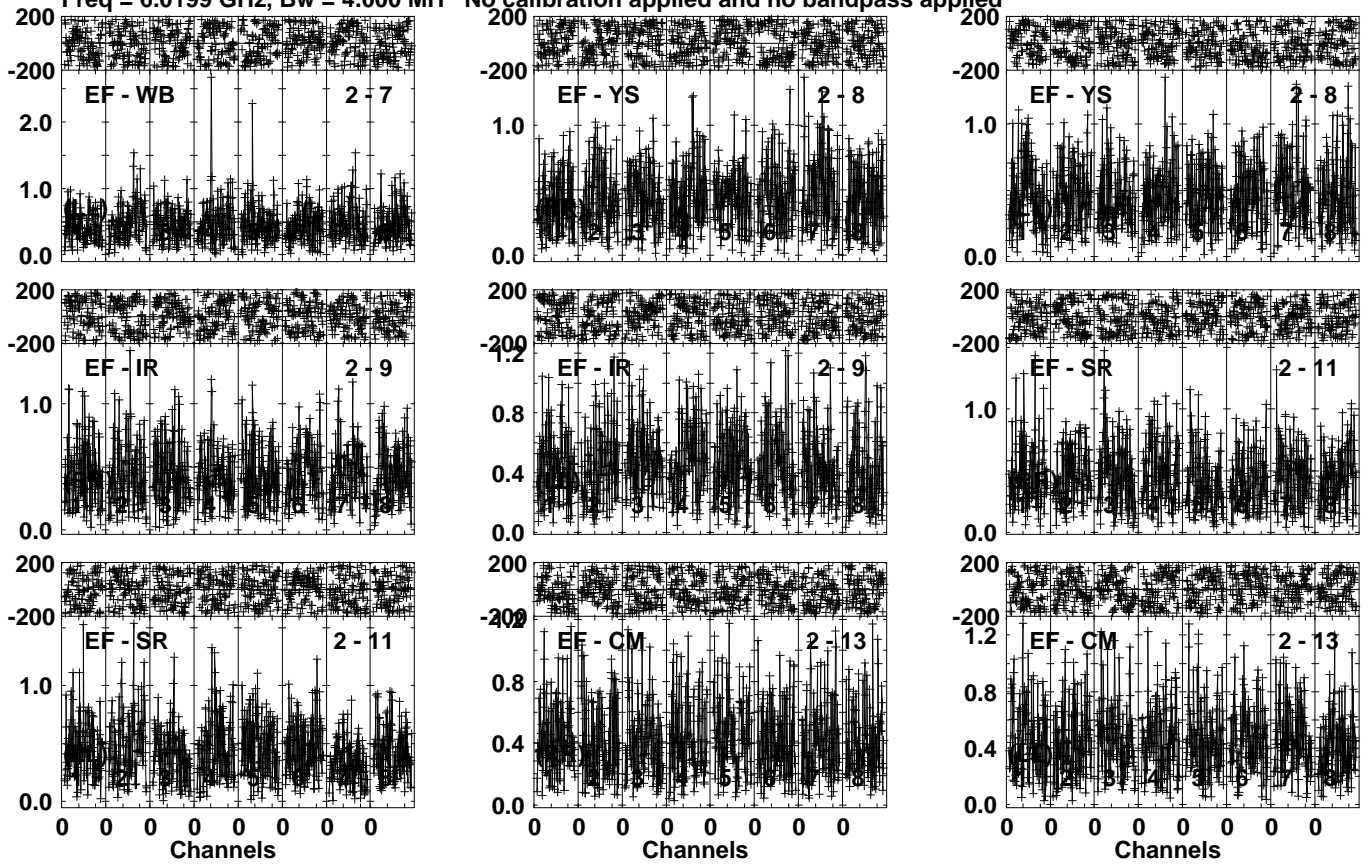 Freq = 6.0199 GHz, Bw = 4.000 MH No calibration applied and no bandpass applied
200 200 200
-200 -200 -200
EF - WB 2 - 7 EF - YS 2 - 8 EF - YS 2 - 8
2.0 1.0 1.0
1.0
0.0 0.0 0.0
200 200 200
-200 -200 -200
EF - IR 2 - 9 EF - IR 2 - 9 EF - SR 2 - 11
1.0 1.2 1.0
0.8
0.4
0.0 0.0 0.0
200 200 200
-200 -200 -200
EF - SR 2 - 11 EF - CM 2 - 13 EF - CM 2 - 13
1.0 1.2 1.2
0.8 0.8
0.4 0.4
0.0 0.0 0.0
0 0 0 0 0 0 0 0 0 0 0 0 0 0 0 0 0 0 0 0 0 0 0 0
Channels Channels Channels